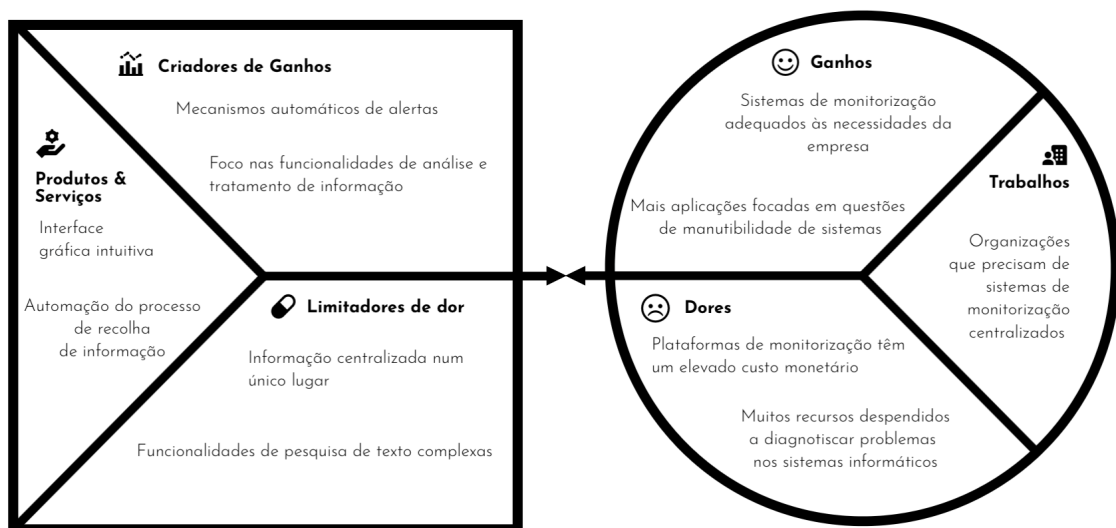 Criadores de Ganhos
Mecanismos automáticos de alertas
Foco nas funcionalidades de análise e
tratamento de informação
Produtos &
Serviços
Interface
gráfica intuitiva
Automação do processo
de recolha
de informação
Limitadores de dor
Informação centralizada num
único lugar
Funcionalidades de pesquisa de texto complexas
Ganhos
Sistemas de monitorização
adequados às necessidades da
empresa
Mais aplicações focadas em questões
de manutibilidade de sistemas
Trabalhos
Organizações
que precisam de
sistemas de
monitorização
centralizados
Dores
Plataformas de monitorização têm
um elevado custo monetário
Muitos recursos despendidos
a diagnotiscar problemas
nos sistemas informáticos